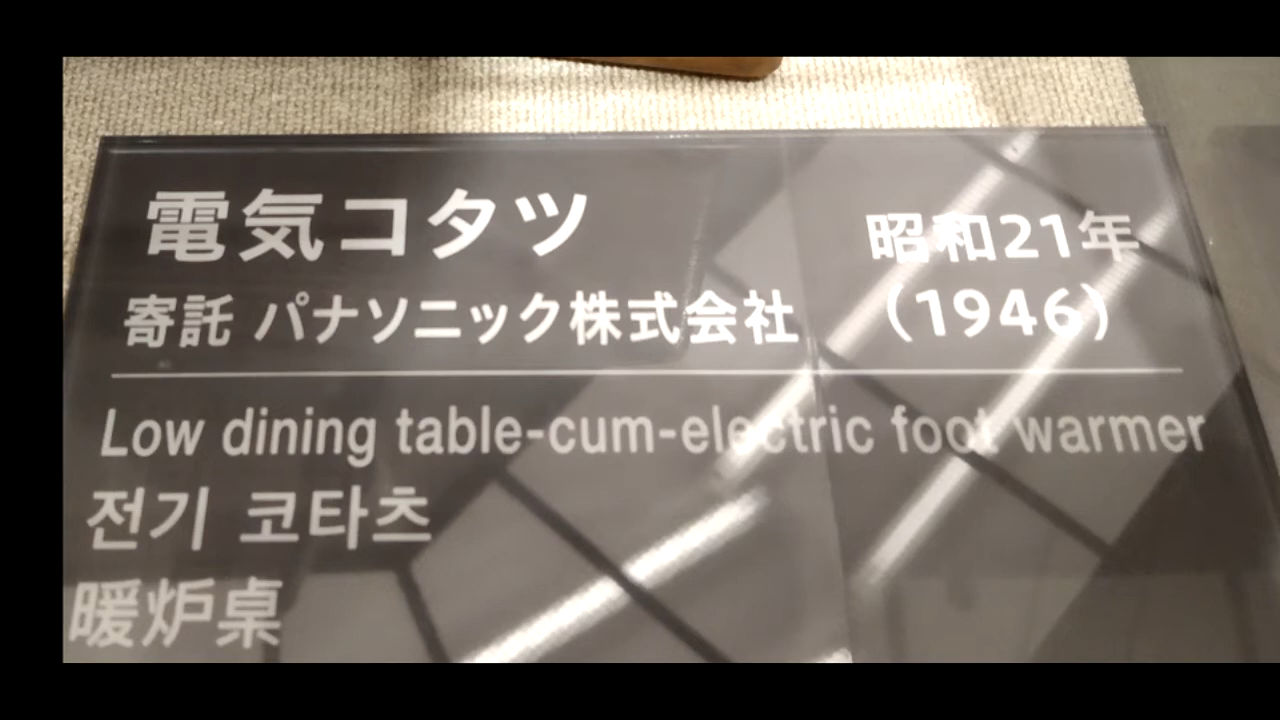 電気コタツ 昭和21年
寄託 パナソニック株式会社 (1946)
Low dining table-cum-electric foot warmer
전기 코타츠
暖炉桌